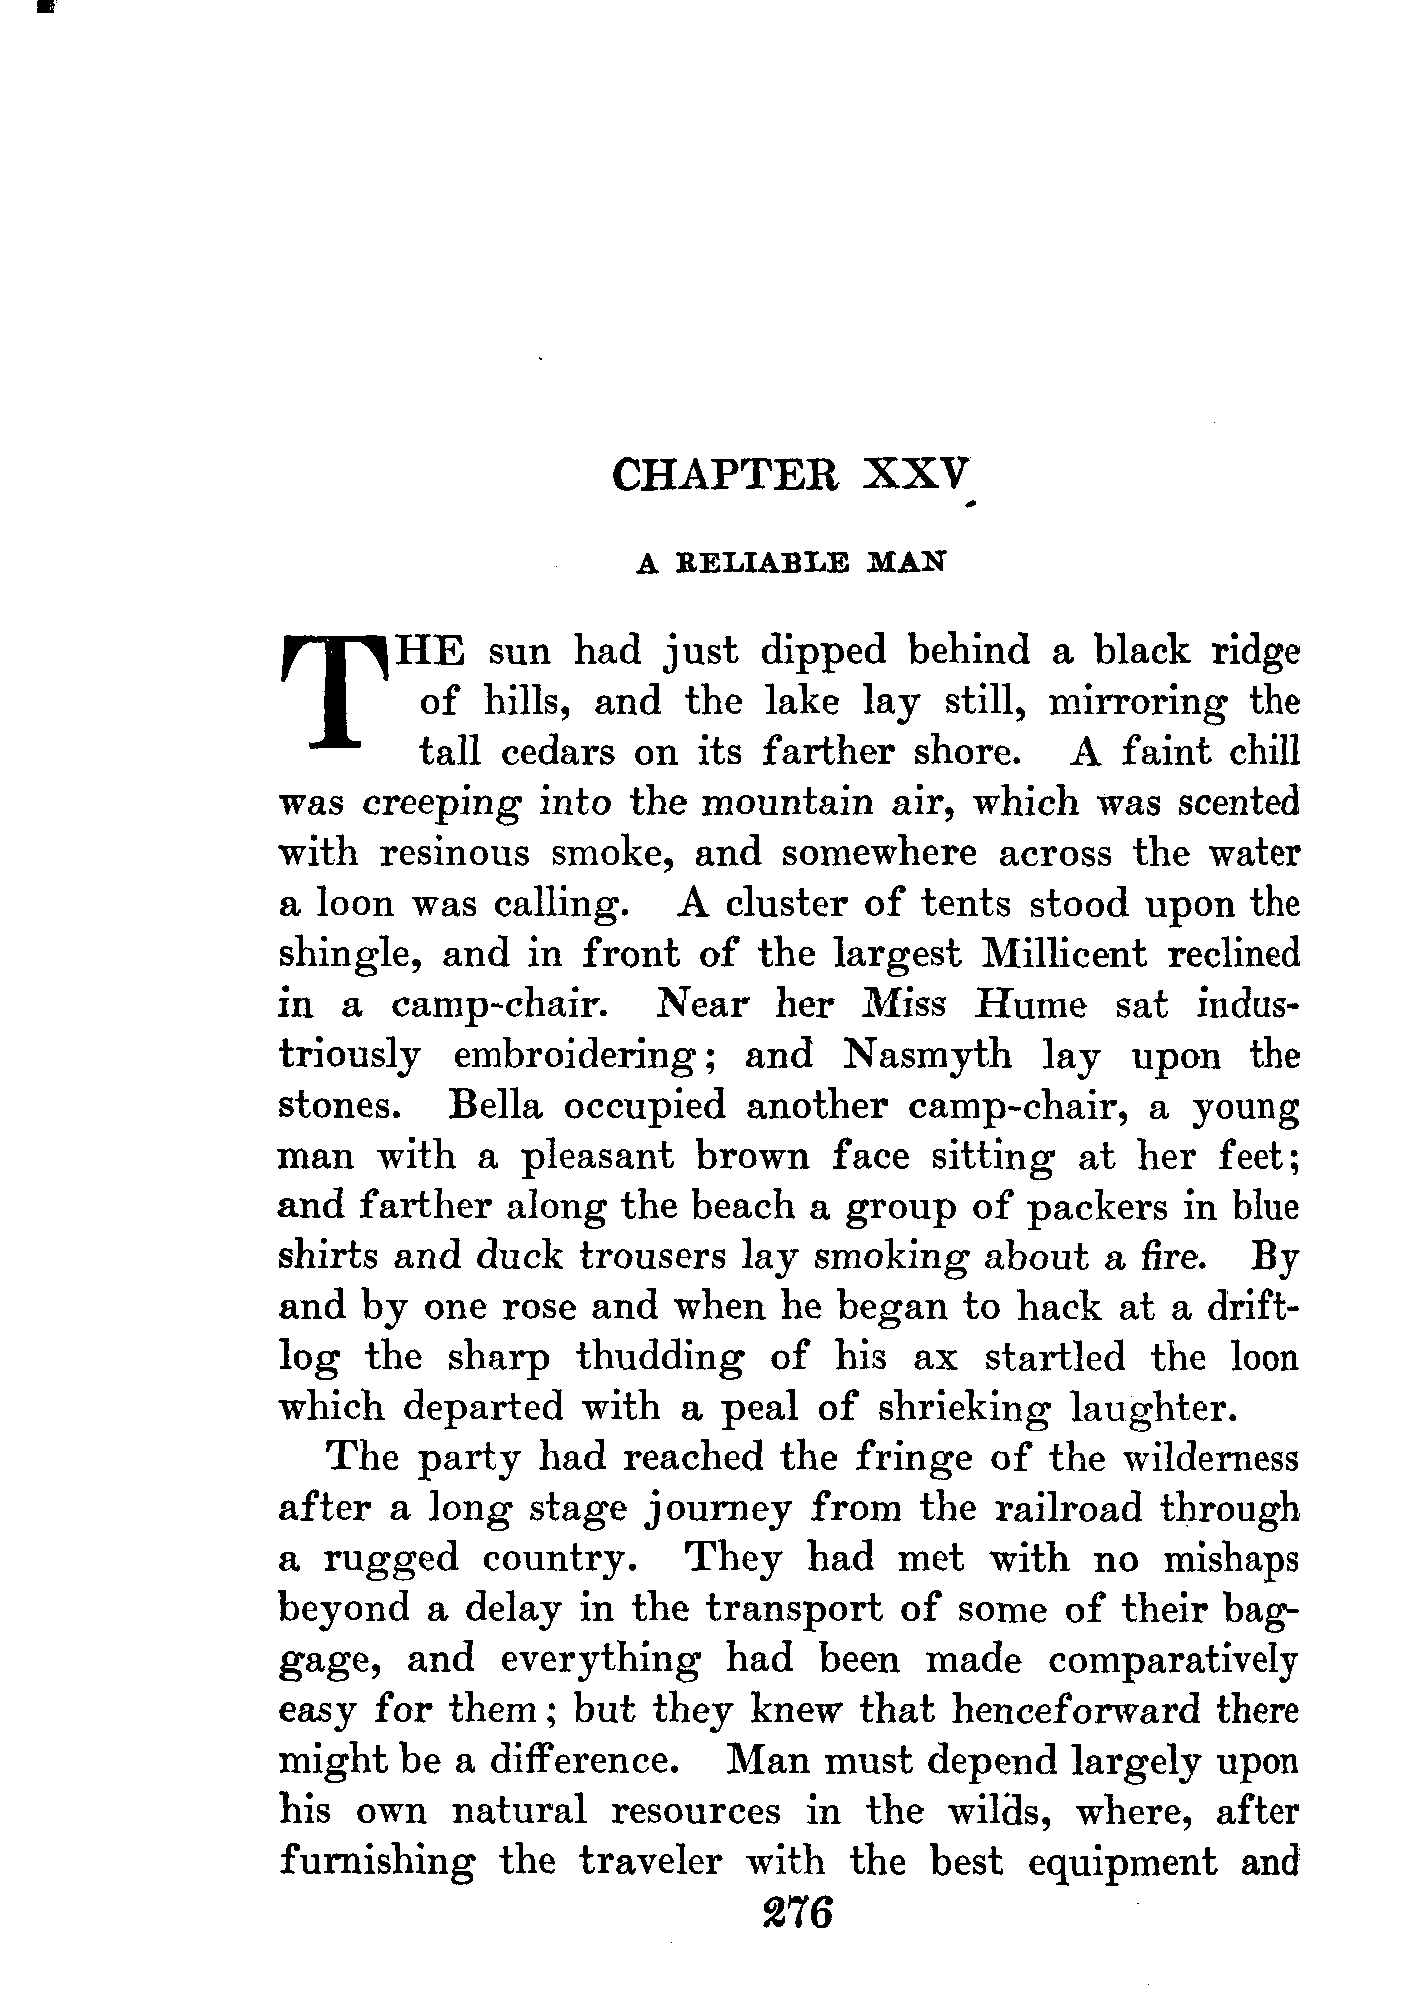 CHAPTER XXV
A RELIABLE MAN
THE sun had just dipped behind a black ridge
of hills, and the lake lay still, mirroring the
tall cedars on its farther shore. A faint chill
was creeping into the mountain air, which was scented
with resinous smoke, and somewhere across the water
a loon was calling. A cluster of tents stood upon the
shingle, and in front of the largest Millicent reclined
in a camp-chair. Near her Miss Hume sat indus-
triously embroidering; and Nasmyth lay upon the
stones. Bella occupied another camp-chair, a young
man with a pleasant brown face sitting at her feet;
and farther along the beach a group of packers in blue
shirts and duck trousers lay smoking about a fire. By
and by one rose and when he began to hack at a drift-
log the sharp thudding of his ax startled the loon
which departed with a peal of shrieking laughter.
The party had reached the fringe of the wilderness
after a long stage journey from the railroad through
a rugged country. They had met with no mishaps
beyond a delay in the transport of some of their bag-
gage, and everything had been made comparatively
easy for them; but they knew that henceforward there
might be a difference. Man must depend largely upon
his own natural resources in the wilds, where, after
furnishing the traveler with the best equipment and
276